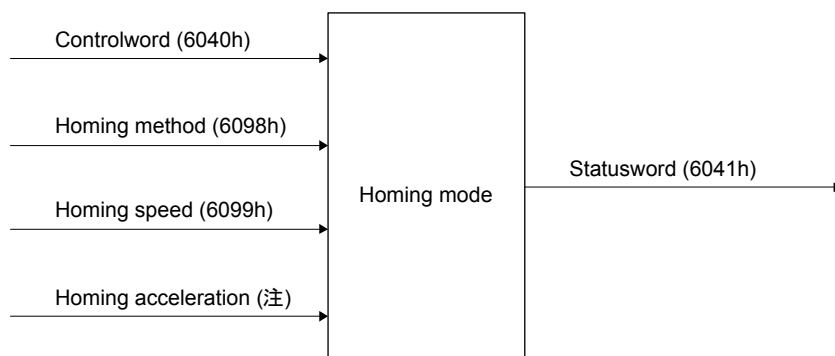 Controlword (6040h)
Homing method (6098h)
Homing speed (6099h)
Homing acceleration (注)
Homing mode
Statusword (6041h)